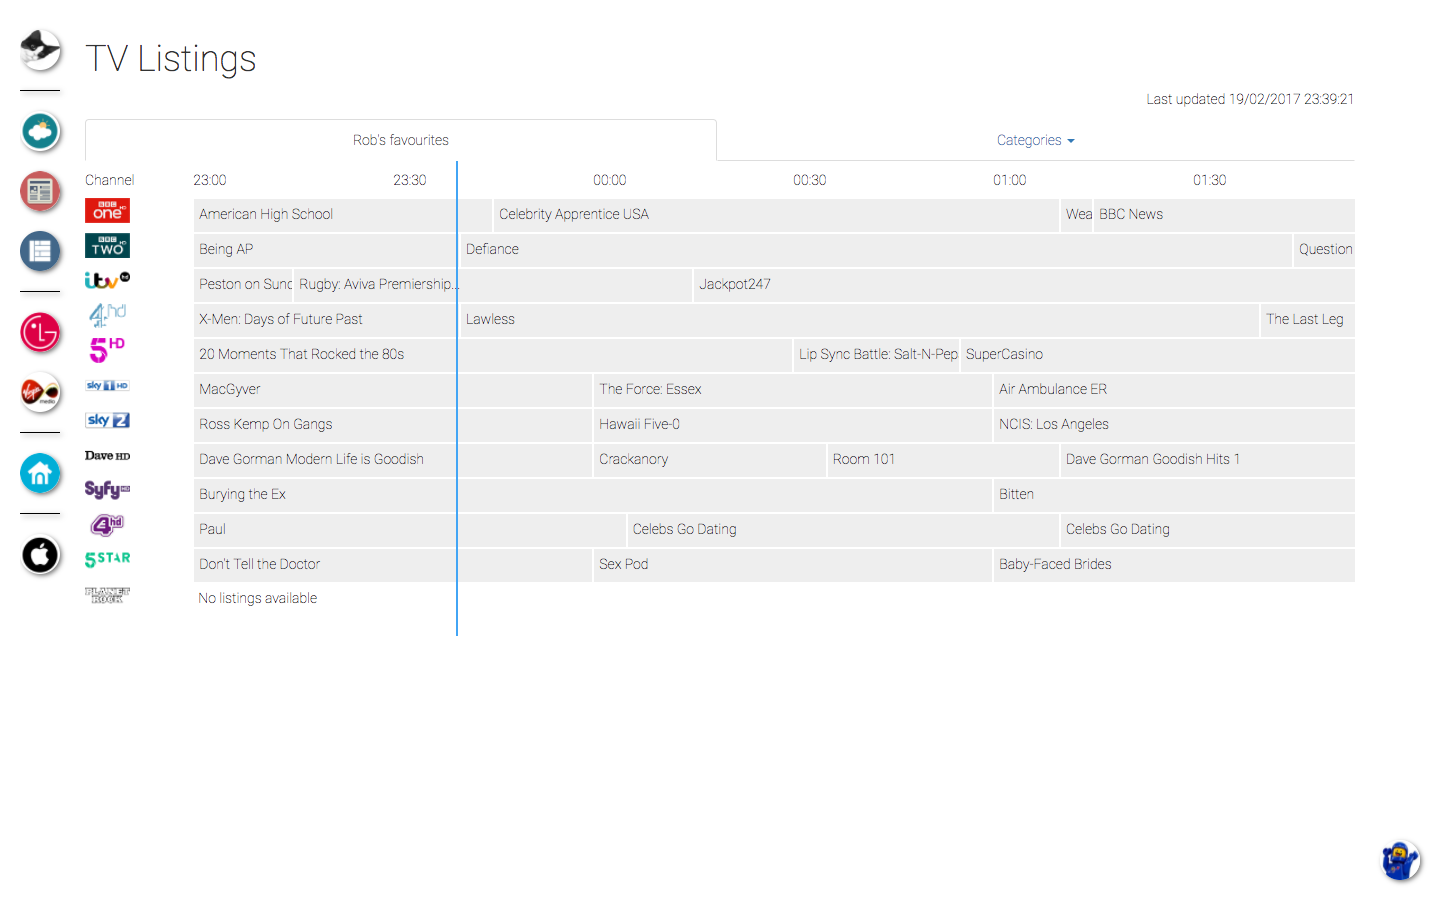 TV Listings
Last updated 19/02/2017 23:39:21
Rob's favourites
Categories
Channel 23:00 23:30 00:00 00:30 01:00 01:30
BBC one HD American High School Celebrity Apprentice USA Wea BBC News
BBC TWO HD Being AP Defiance Question
itv HD Peston on Sund Rugby: Aviva Premiership... Jackpot247
4hd X-Men: Days of Future Past Lawless The Last Leg
5HD 20 Moments That Rocked the 80s Lip Sync Battle: Salt-N-Pep SuperCasino
sky 1 HD MacGyver The Force: Essex Air Ambulance ER
sky 2 Ross Kemp On Gangs Hawaii Five-0 NCIS: Los Angeles
Dave HD Dave Gorman Modern Life is Goodish Crackanory Room 101 Dave Gorman Goodish Hits 1
Syfy HD Burying the Ex Bitten
4hd Paul Celebs Go Dating Celebs Go Dating
5STAR Don't Tell the Doctor Sex Pod Baby-Faced Brides
PLANET ROCK No listings available
LG
Virgin media